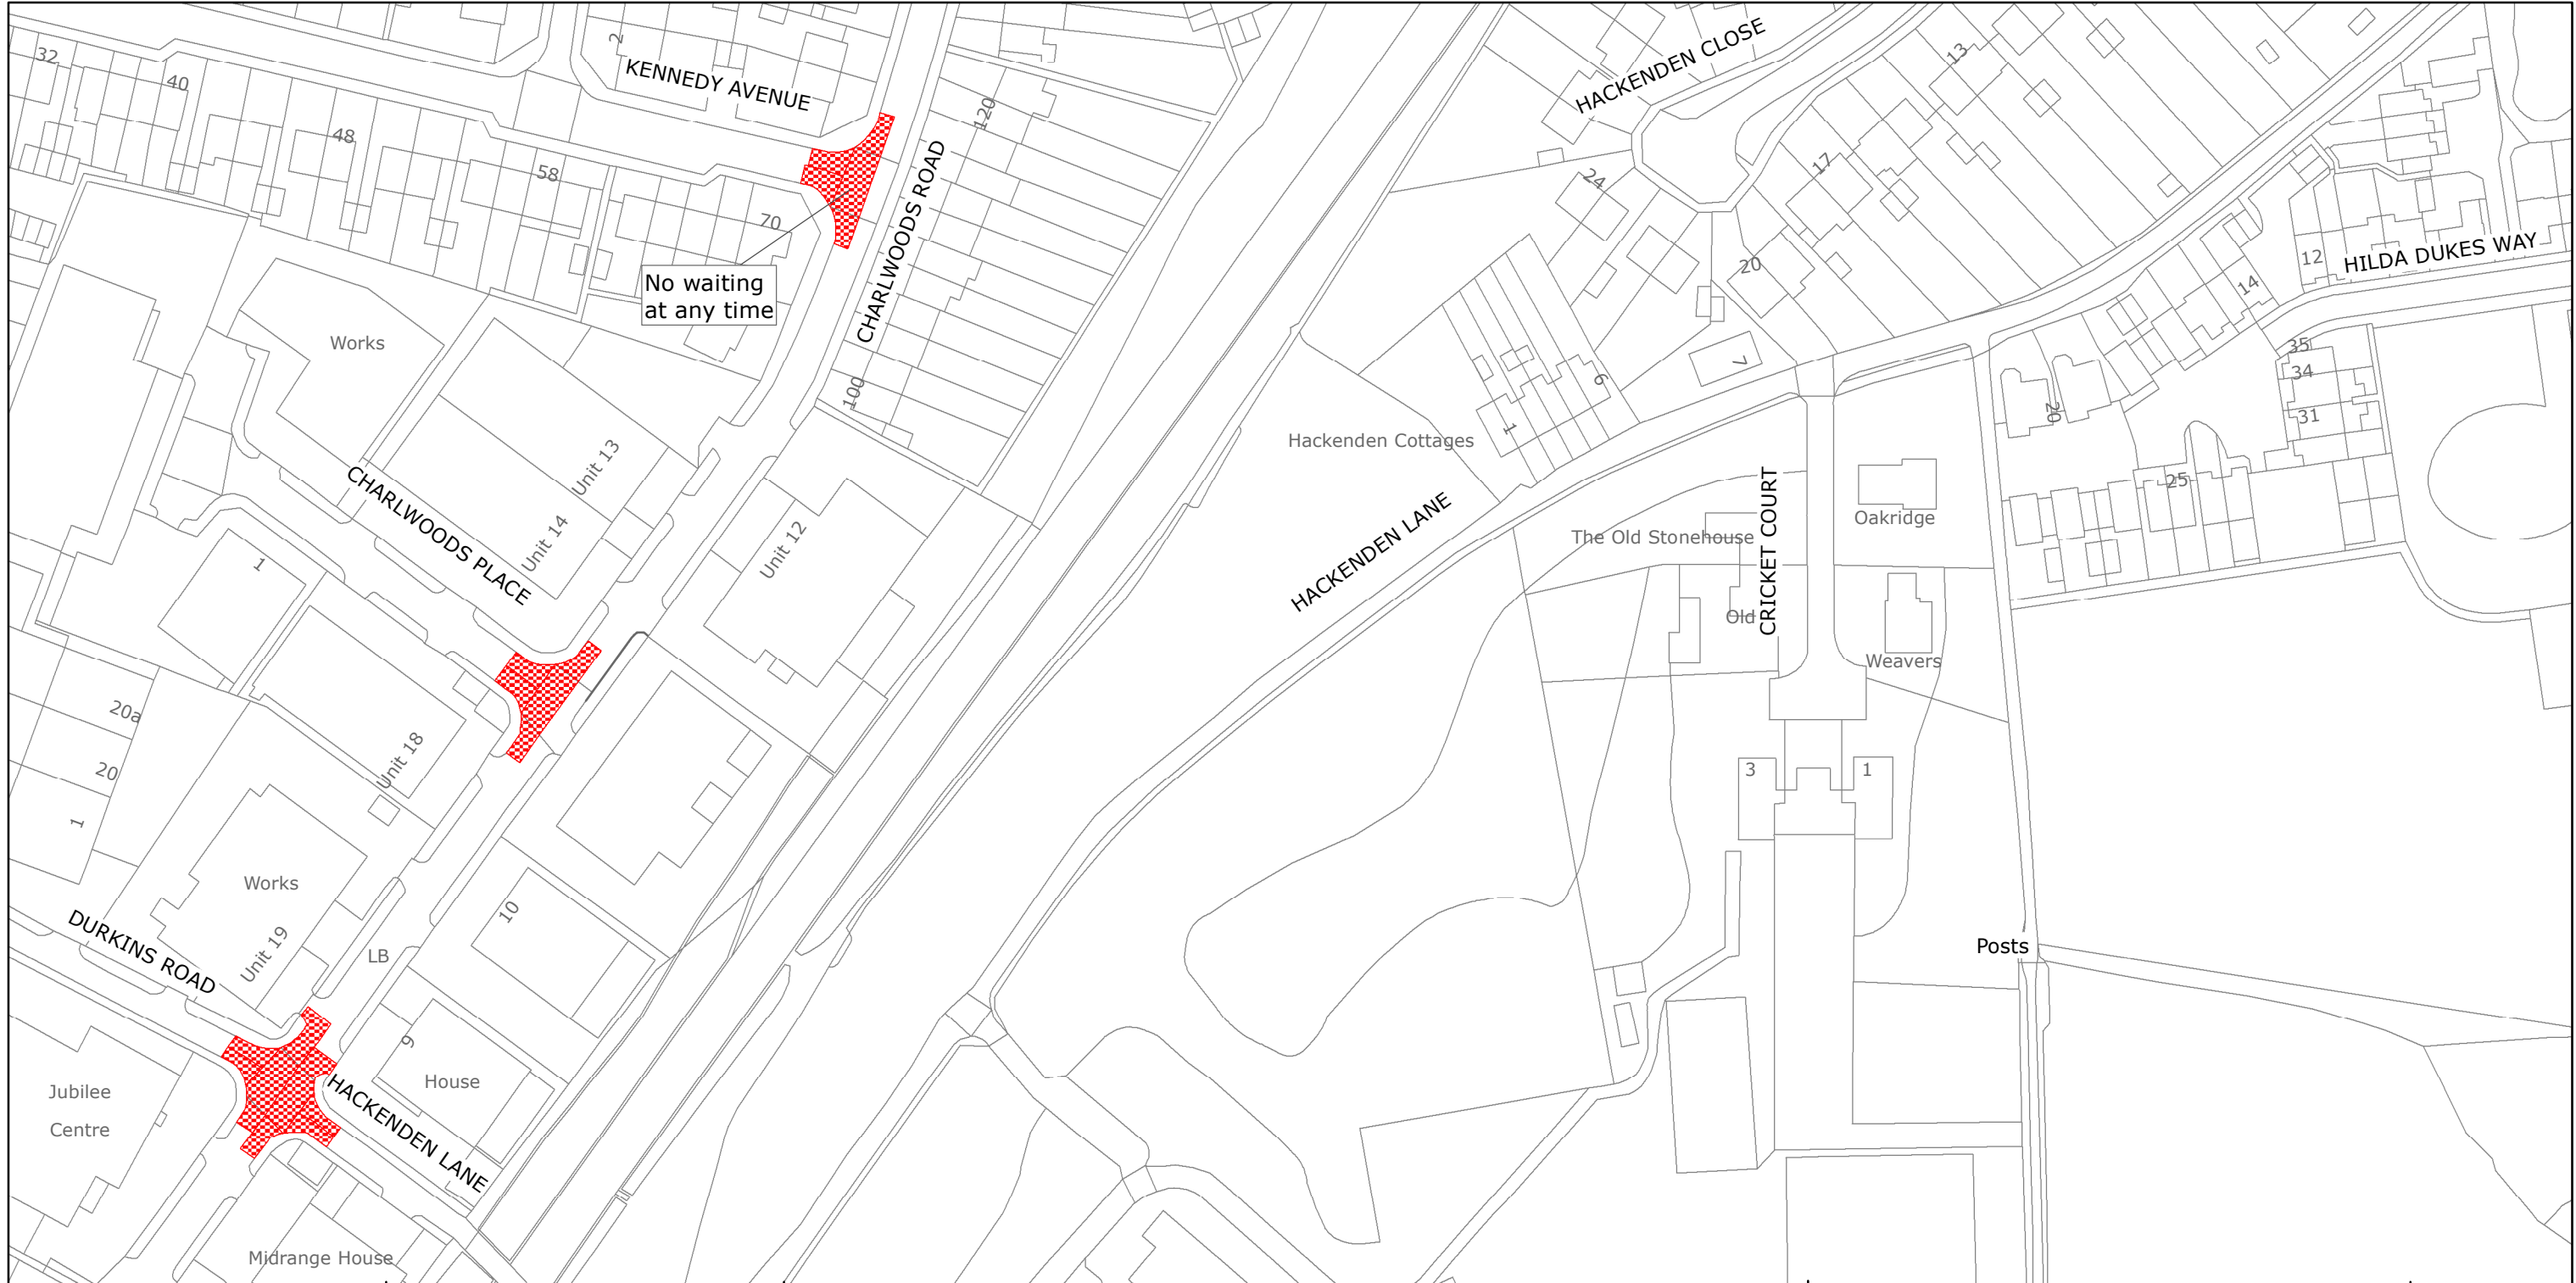 32
40
48
58
70
2
KENNEDY AVENUE
120
CHARLWOODS ROAD
100
No waiting
at any time
HACKENDEN CLOSE
13
17
24
20
7
6
1
Hackenden Cottages
HACKENDEN LANE
12
HILDA DUKES WAY
14
35
34
31
20
25
Works
Unit 13
Unit 14
CHARLWOODS PLACE
Unit 12
1
The Old Stonehouse
Old
CRICKET COURT
Oakridge
Weavers
3
1
Posts
20a
20
1
Unit 18
Works
Unit 19
DURKINS ROAD
LB
10
9
House
HACKENDEN LANE
Jubilee
Centre
Midrange House